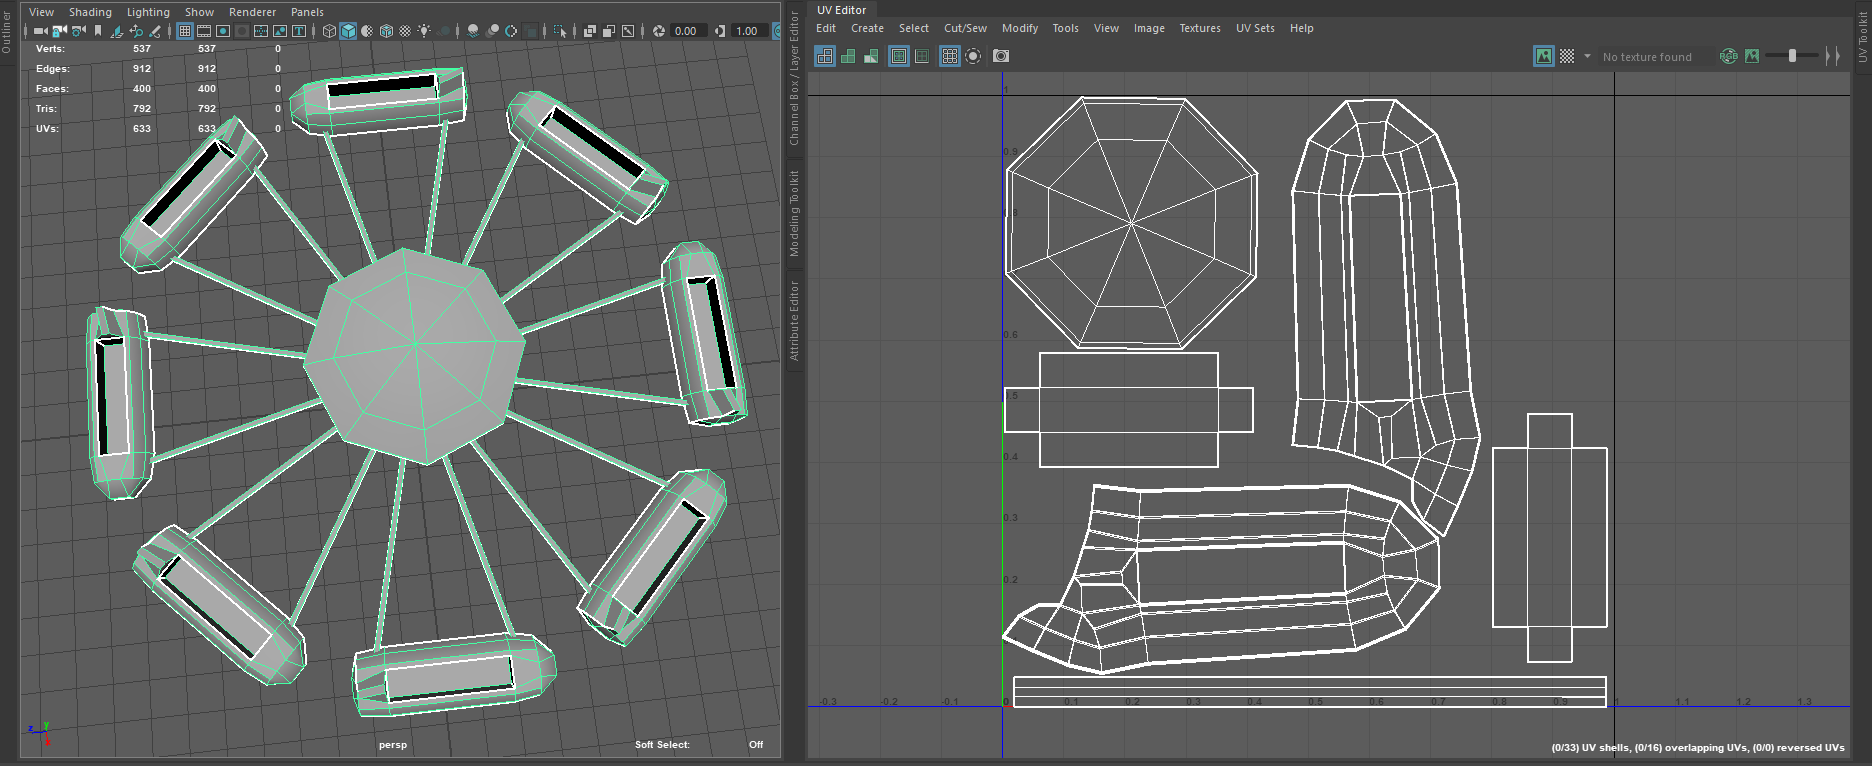 Outliner
View Shading Lighting Show Renderer Panels
0.00 1.00
Verts: 537 537 0
Edges: 912 912 0
Faces: 400 400 0
Tris: 792 792 0
UVs: 633 633 0
persp
Soft Select: Off
z y
Channel Box / Layer Editor
Modeling Toolkit
Attribute Editor
UV Editor
Edit Create Select Cut/Sew Modify Tools View Image Textures UV Sets Help
No texture found
RGB
UV Toolkit
1
0.9
0.8
0.6
0.5
0.4
0.3
0.2
-0.3 -0.2 -0.1 0 0.1 0.2 0.3 0.4 0.5 0.6 0.7 0.8 0.9 1 1.1 1.2 1.3
(0/33) UV shells, (0/16) overlapping UVs, (0/0) reversed UVs